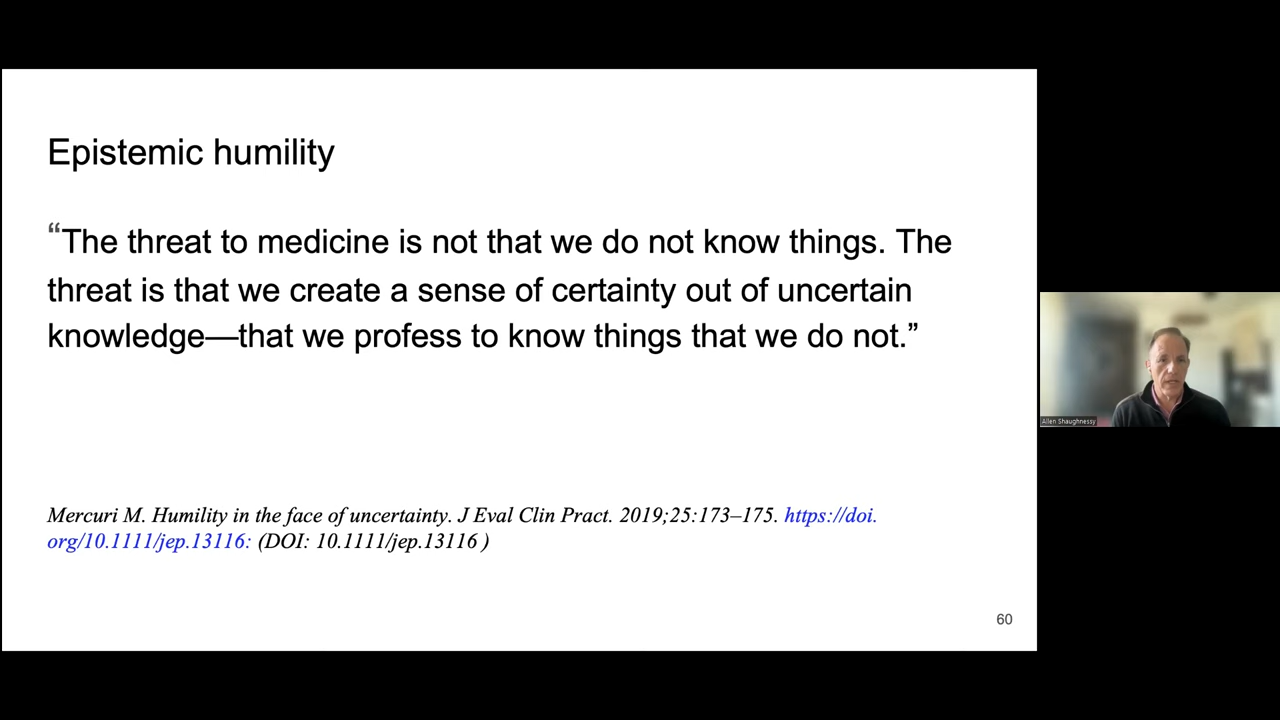 Epistemic humility
“The threat to medicine is not that we do not know things. The
threat is that we create a sense of certainty out of uncertain
knowledge—that we profess to know things that we do not.”
Mercuri M. Humility in the face of uncertainty. J Eval Clin Pract. 2019;25:173–175. https://doi.
org/10.1111/jep.13116: (DOI: 10.1111/jep.13116 )
60
Allen Shaughnessy